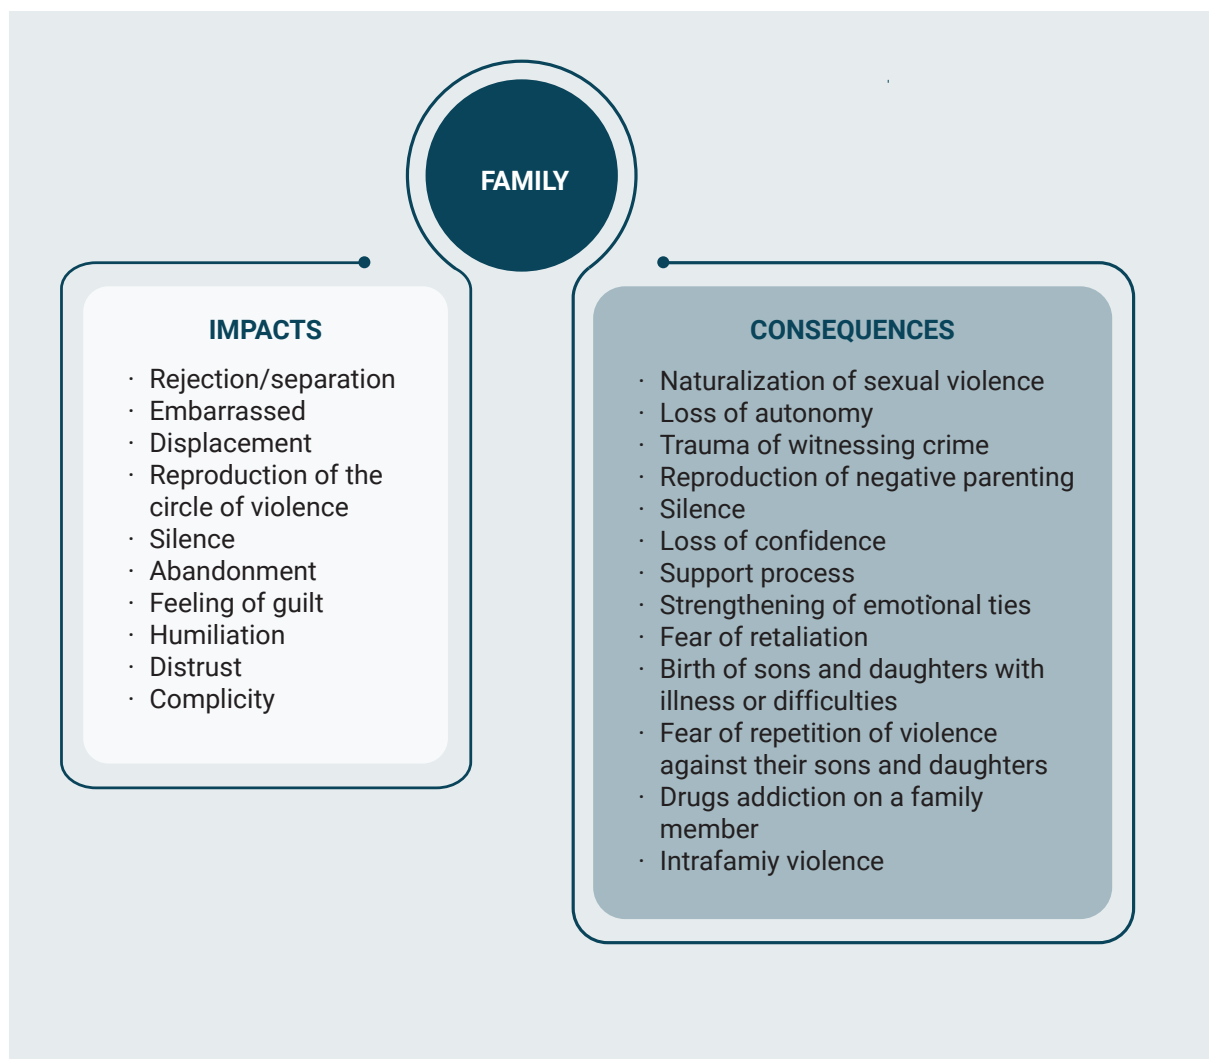 FAMILY
IMPACTS
· Rejection/separation
· Embarrassed
· Displacement
· Reproduction of the
circle of violence
· Silence
· Abandonment
· Feeling of guilt
· Humiliation
· Distrust
· Complicity
CONSEQUENCES
· Naturalization of sexual violence
· Loss of autonomy
· Trauma of witnessing crime
· Reproduction of negative parenting
· Silence
· Loss of confidence
· Support process
· Strengthening of emotional ties
· Fear of retaliation
· Birth of sons and daughters with
illness or difficulties
· Fear of repetition of violence
against their sons and daughters
· Drugs addiction on a family
member
· Intrafamiy violence